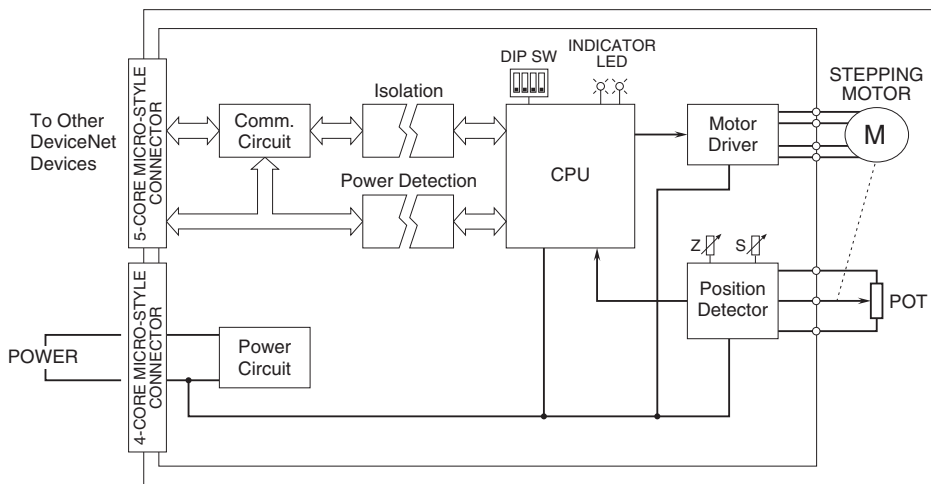 DIP SW
INDICATOR
LED
STEPPING
MOTOR
To Other
DeviceNet
Devices
5-CORE MICRO-STYLE
CONNECTOR
Comm.
Circuit
Isolation
Power Detection
CPU
Motor
Driver
M
Z
S
Position
Detector
POT
POWER
4-CORE MICRO-STYLE
CONNECTOR
Power
Circuit